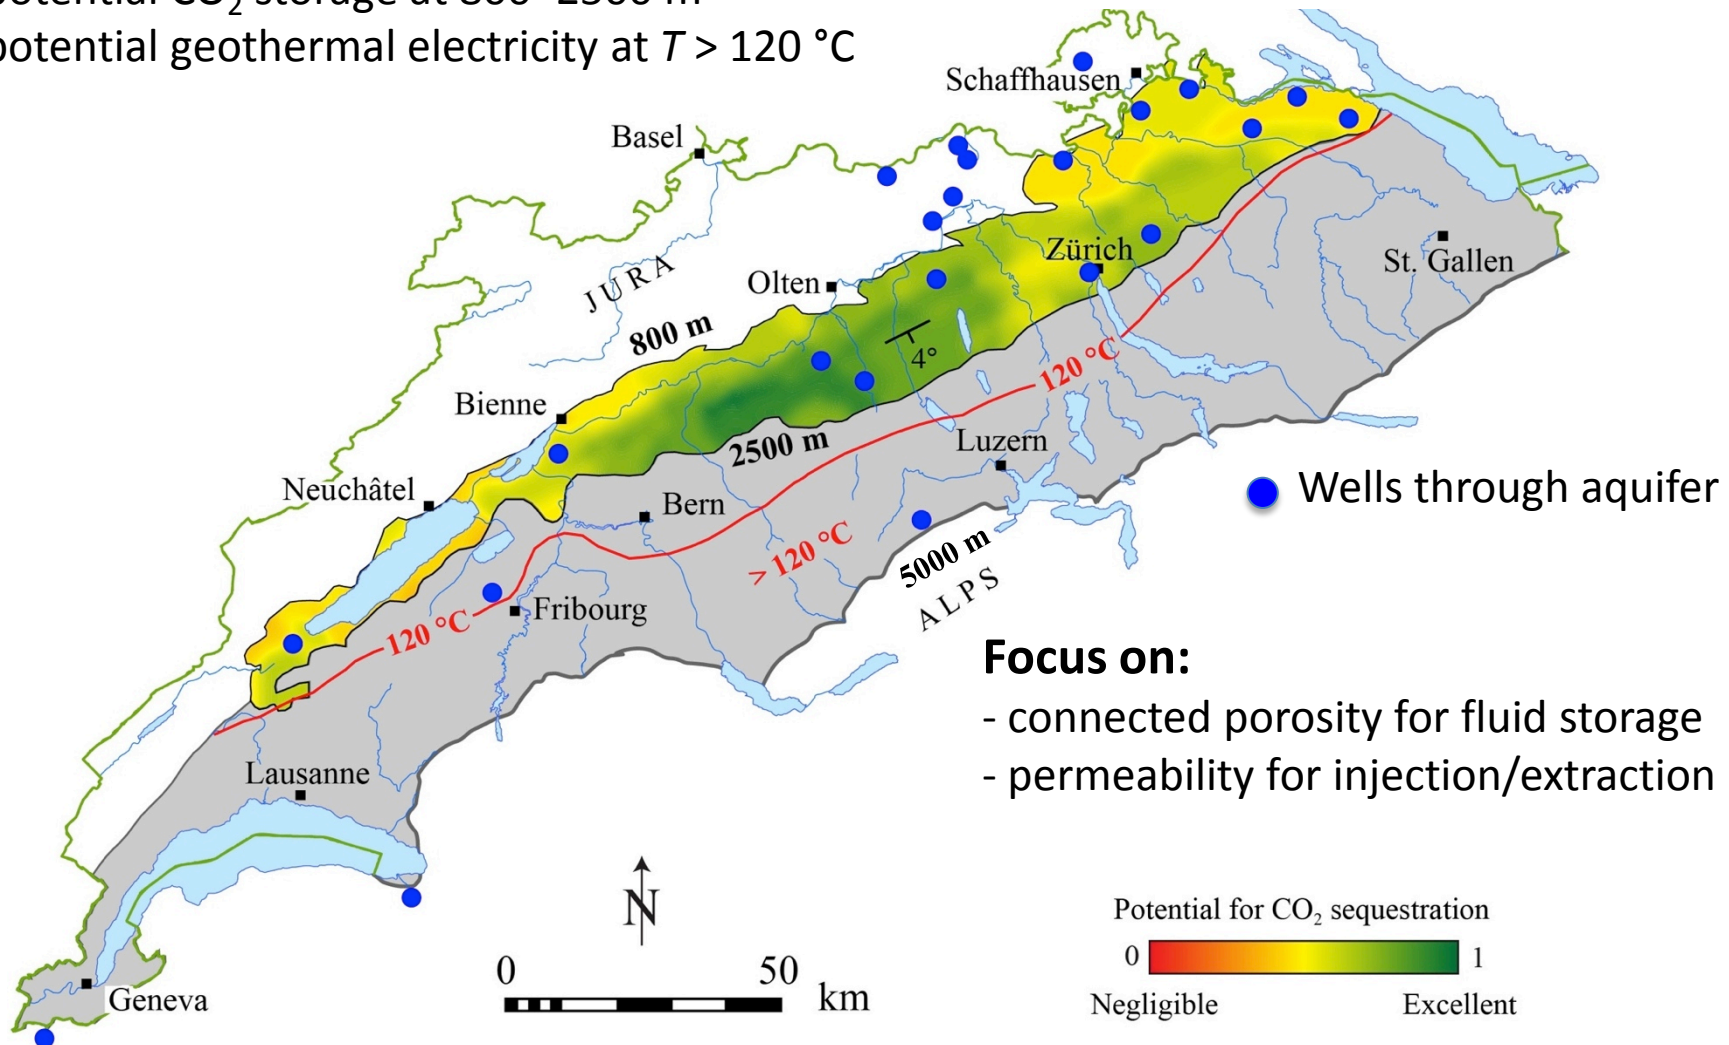 potential CO₂ storage at 800–2500 m
potential geothermal electricity at T > 120 °C
Schaffhausen
Basel
Zürich
St. Gallen
JURA
Olten
800 m
4°
120 °C
Bienne
2500 m
Luzern
Neuchâtel
Bern
Wells through aquifer
> 120 °C
5000 m
ALPS
120 °C
Fribourg
Focus on:
- connected porosity for fluid storage
- permeability for injection/extraction
Lausanne
N
Potential for CO₂ sequestration
0 1
Negligible Excellent
0 50
km
Geneva